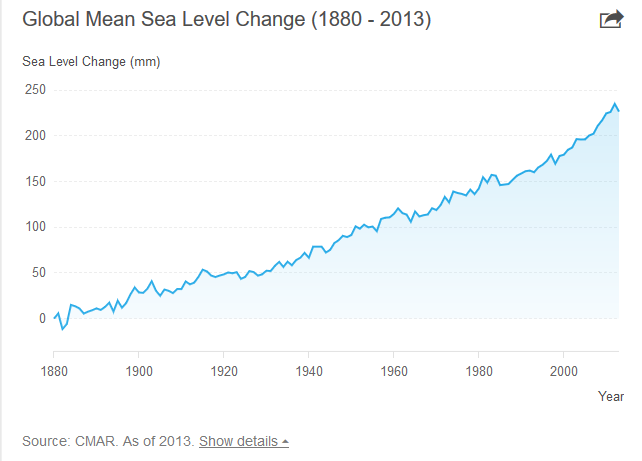 Global Mean Sea Level Change (1880 - 2013)
Sea Level Change (mm)
250
200
150
100
50
0
1880 1900 1920 1940 1960 1980 2000
Year
Source: CMAR. As of 2013. Show details